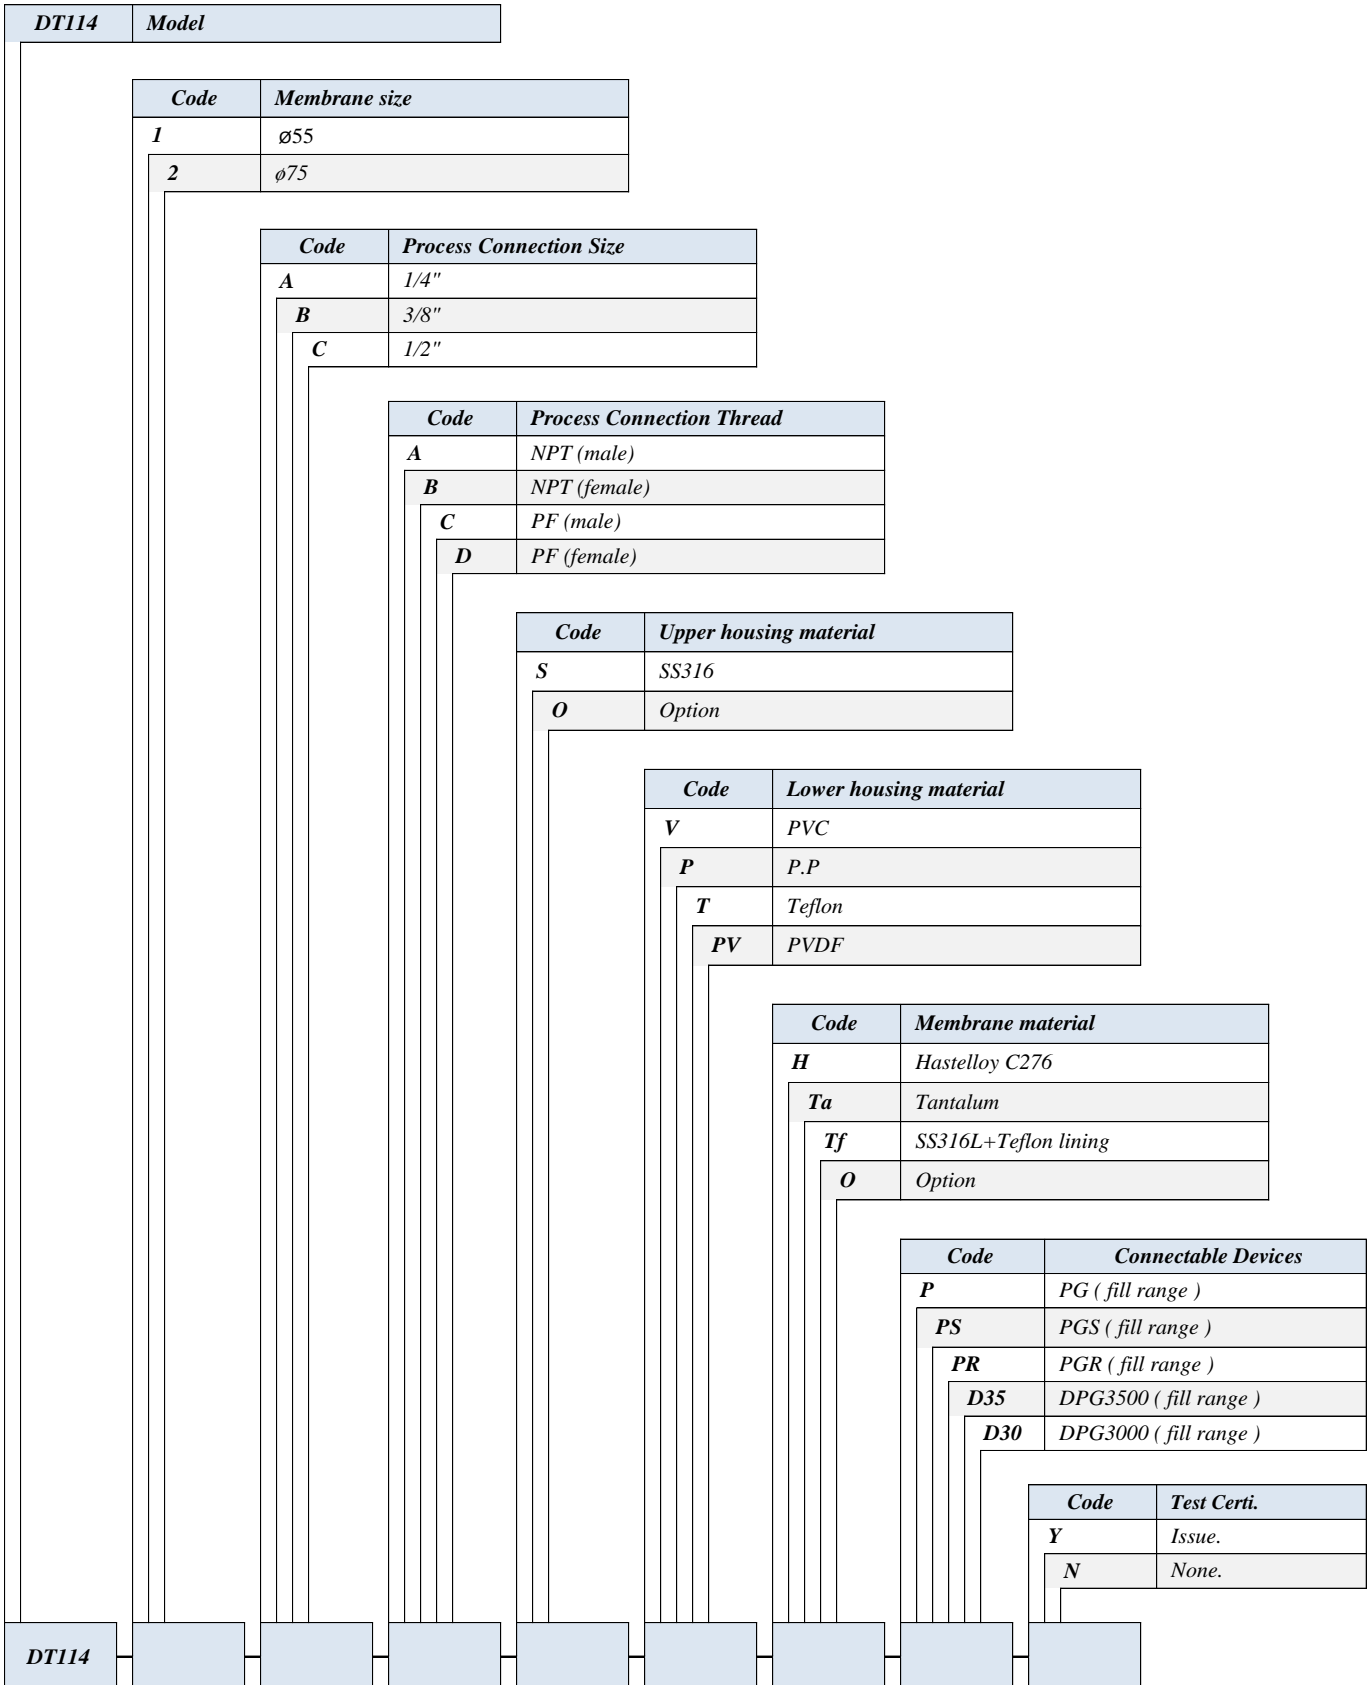 DT114 Model
Code Membrane size
1 Ø55
2 ø75
Code Process Connection Size
A 1/4"
B 3/8"
C 1/2"
Code Process Connection Thread
A NPT (male)
B NPT (female)
C PF (male)
D PF (female)
Code Upper housing material
S SS316
O Option
Code Lower housing material
V PVC
P P.P
T Teflon
PV PVDF
Code Membrane material
H Hastelloy C276
Ta Tantalum
Tf SS316L+Teflon lining
O Option
Code Connectable Devices
P PG ( fill range )
PS PGS ( fill range )
PR PGR ( fill range )
D35 DPG3500 ( fill range )
D30 DPG3000 ( fill range )
Code Test Certi.
Y Issue.
N None.
DT114